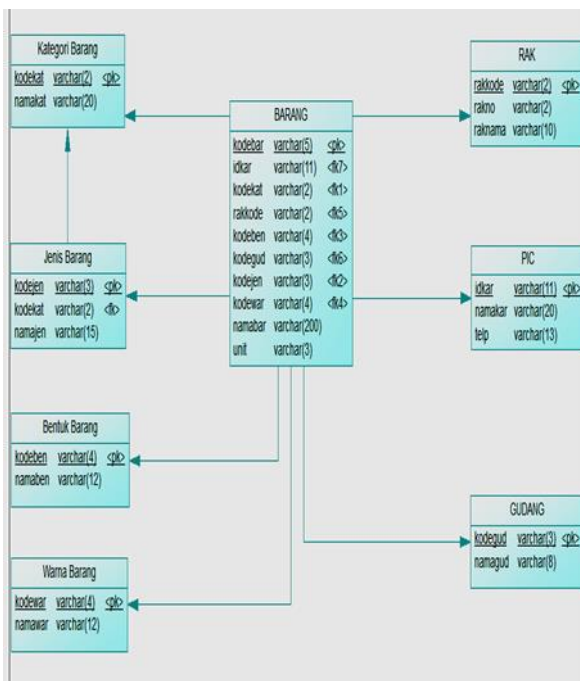 Kategori Barang
kodekat varchar(2) <pk>
namakat varchar(20)
RAK
rakkode varchar(2) <pk>
rakno varchar(2)
raknama varchar(10)
BARANG
kodebar varchar(5) <pk>
idkar varchar(11) <fk7>
kodekat varchar(2) <fk1>
rakkode varchar(2) <fk5>
kodeben varchar(4) <fk3>
kodegud varchar(3) <fk6>
kodejen varchar(3) <fk2>
kodewar varchar(4) <fk4>
namabar varchar(200)
unit varchar(3)
Jenis Barang
kodejen varchar(3) <pk>
kodekat varchar(2) <fk>
namajen varchar(15)
PIC
idkar varchar(11) <pk>
namakar varchar(20)
telp varchar(13)
Bentuk Barang
kodeben varchar(4) <pk>
namaben varchar(12)
GUDANG
kodegud varchar(3) <pk>
namagud varchar(8)
Warna Barang
kodewar varchar(4) <pk>
namawar varchar(12)